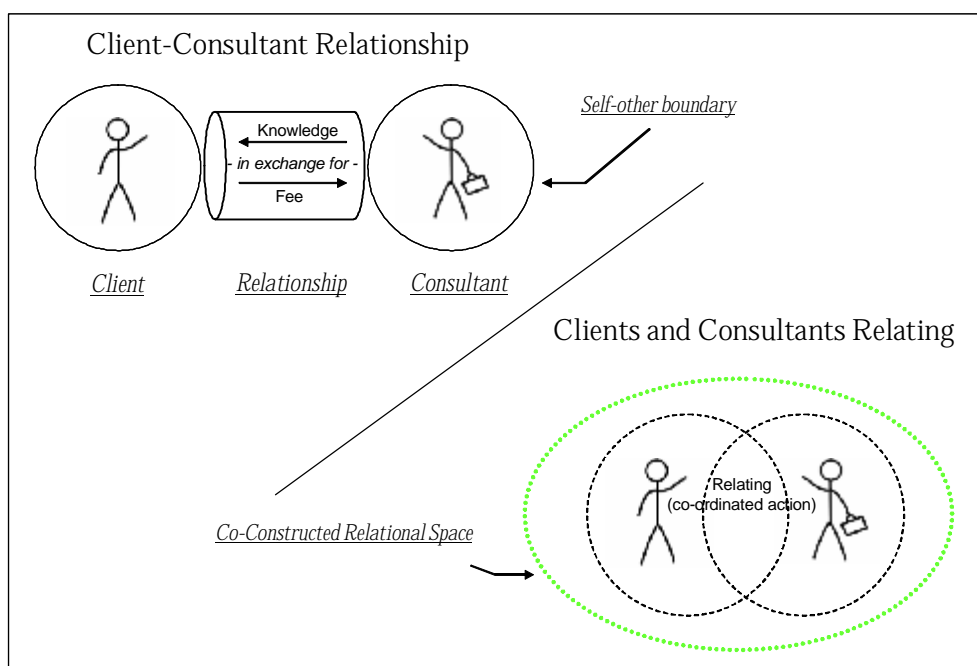 Client-Consultant Relationship
Self-other boundary
Knowledge
- in exchange for -
Fee
Client
Relationship
Consultant
Clients and Consultants Relating
Relating
(co-ordinated action)
Co-Constructed Relational Space